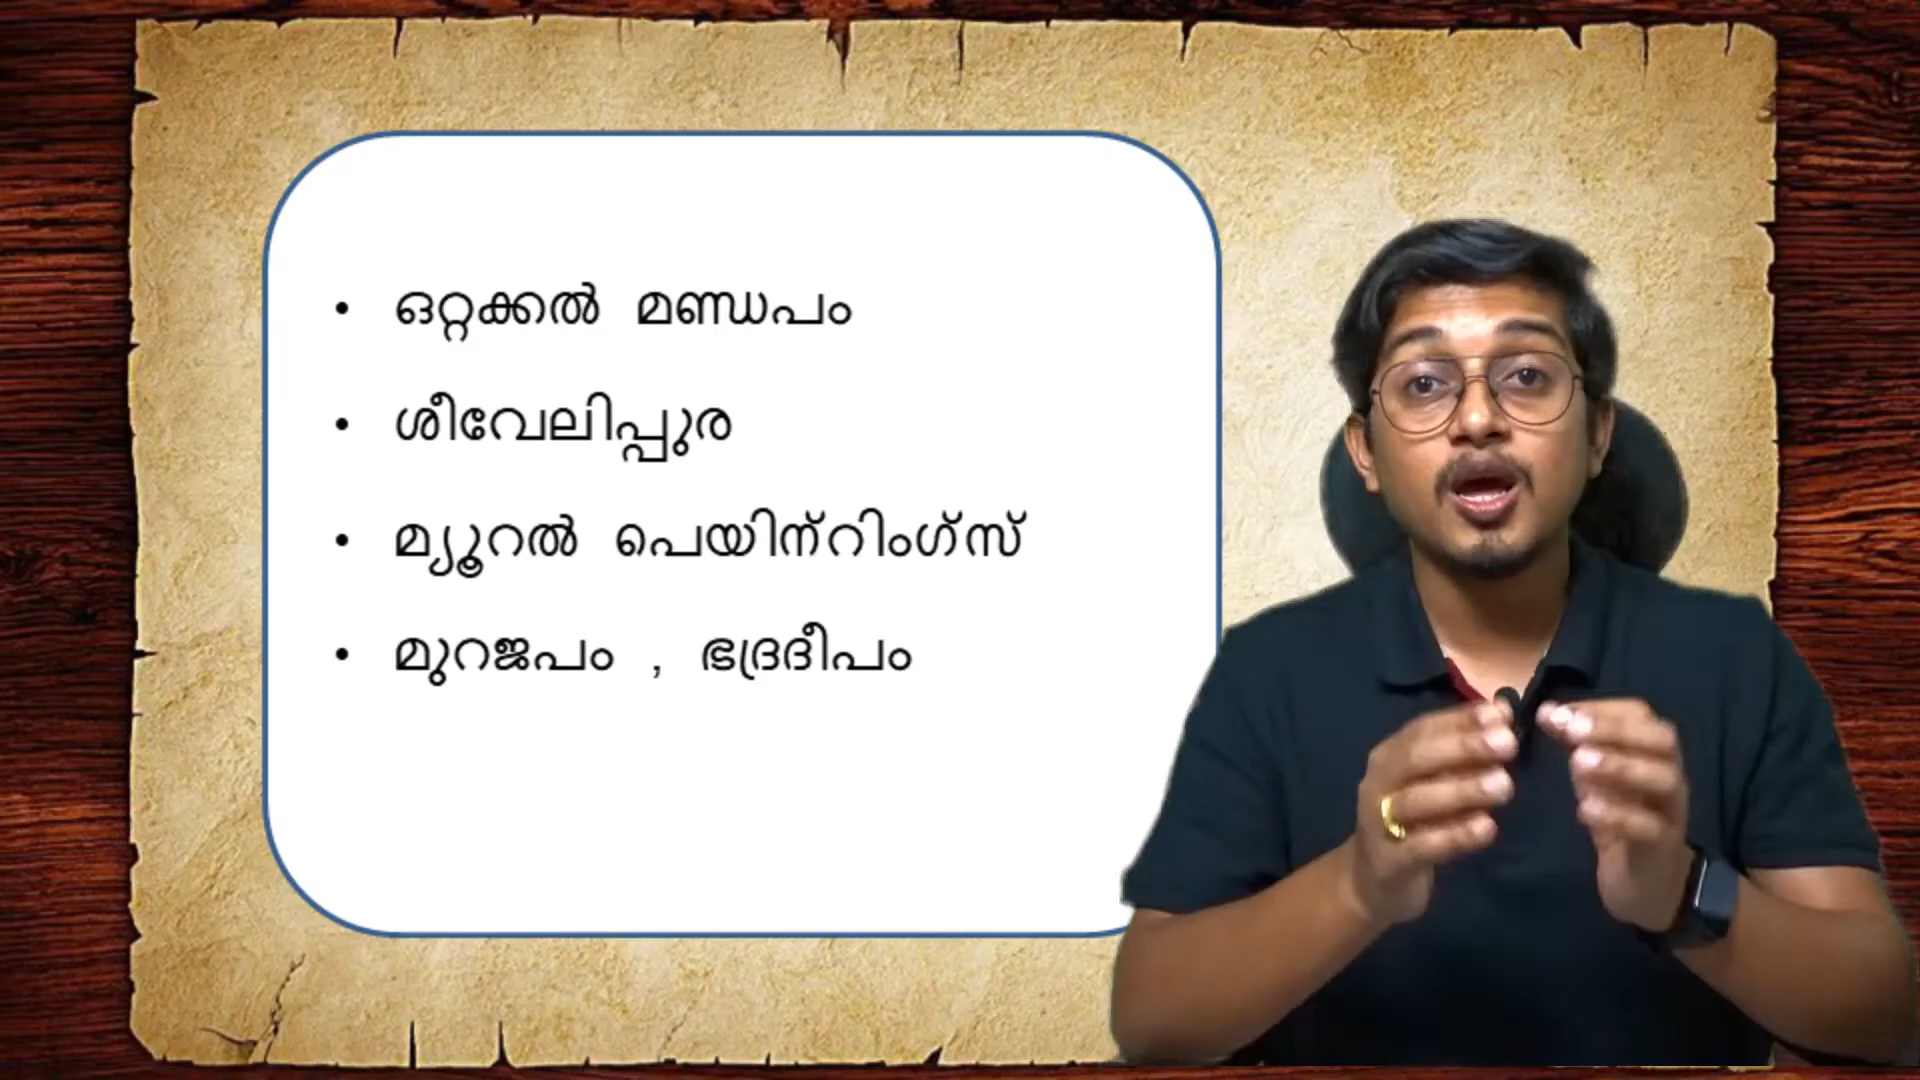 • ഒറ്റക്കൽ മണ്ഡപം
• ശീവേലിപ്പുര
• മ്യൂറൽ പെയിന്റിംഗ്സ്
• മുറജപം , ഭദ്രദീപം